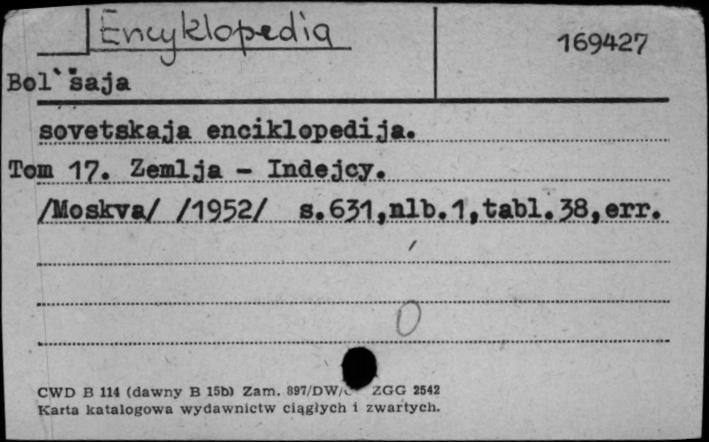 Encyklopedia
169427
Bol`šaja
sovetskaja enciklopedija.
Tom 17. Zemlja - Indejcy.
/Moskva/ /1952/ s.631,nlb.1,tabl.38,err.
0
CWD B 114 (dawny B 15b) Zam. 897/DW/ ZGG 2542
Karta katalogowa wydawnictw ciągłych i zwartych.